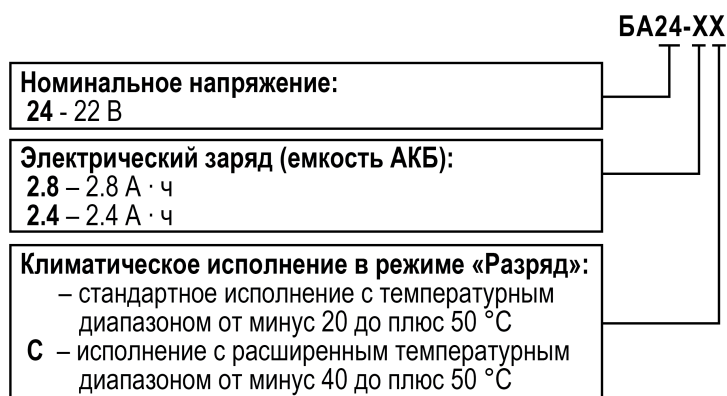 БА24-ХХ
Номинальное напряжение:
24 - 22 В
Электрический заряд (емкость АКБ):
2.8 – 2.8 А · ч
2.4 – 2.4 А · ч
Климатическое исполнение в режиме «Разряд»:
– стандартное исполнение с температурным
диапазоном от минус 20 до плюс 50 °С
С – исполнение с расширенным температурным
диапазоном от минус 40 до плюс 50 °С